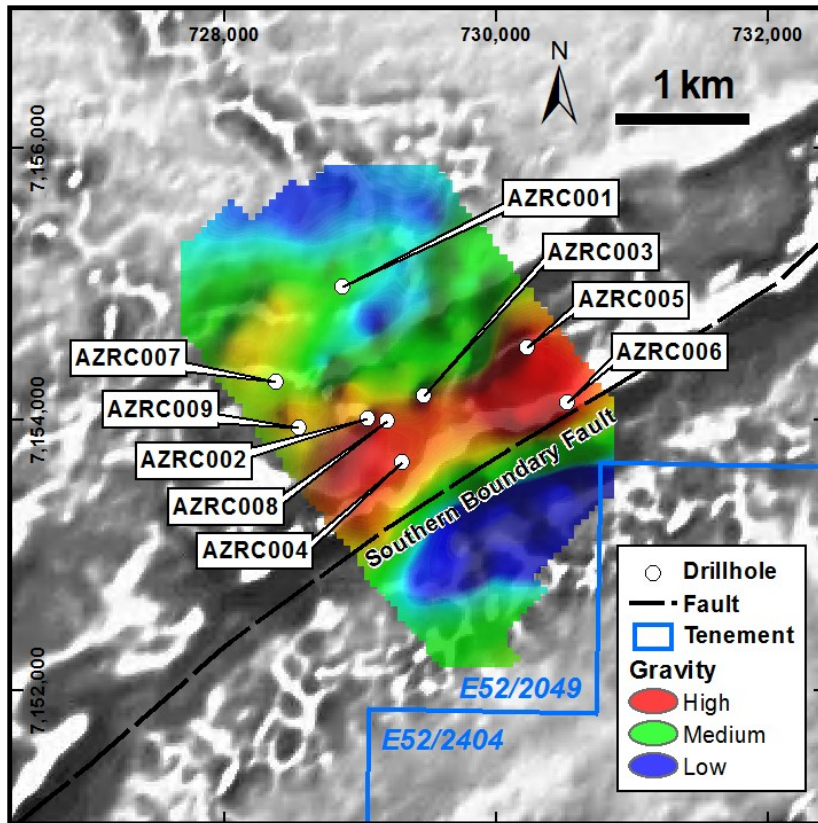 728,000
730,000
732,000
N
1 km
7,156,000
7,154,000
7,152,000
AZRC001
AZRC003
AZRC005
AZRC006
AZRC007
AZRC009
AZRC002
AZRC008
AZRC004
Southern Boundary Fault
E52/2049
E52/2404
Drillhole
Fault
Tenement
Gravity
High
Medium
Low